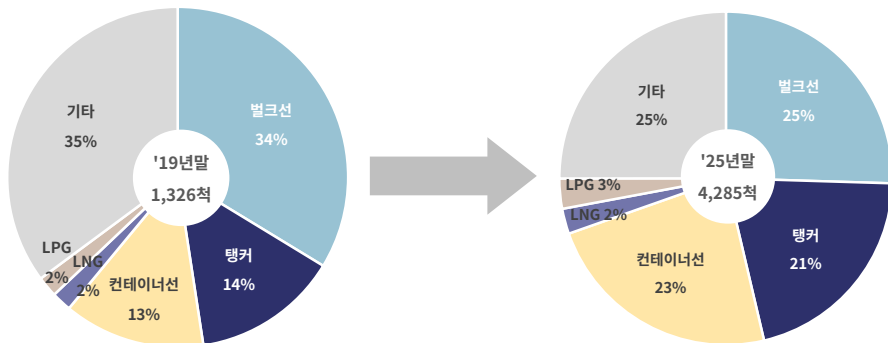 기타
35%
벌크선
34%
'19년말
1,326척
LPG
2%
LNG
2%
컨테이너선
13%
탱커
14%
기타
25%
벌크선
25%
'25년말
4,285척
LPG 3%
LNG 2%
컨테이너선
23%
탱커
21%